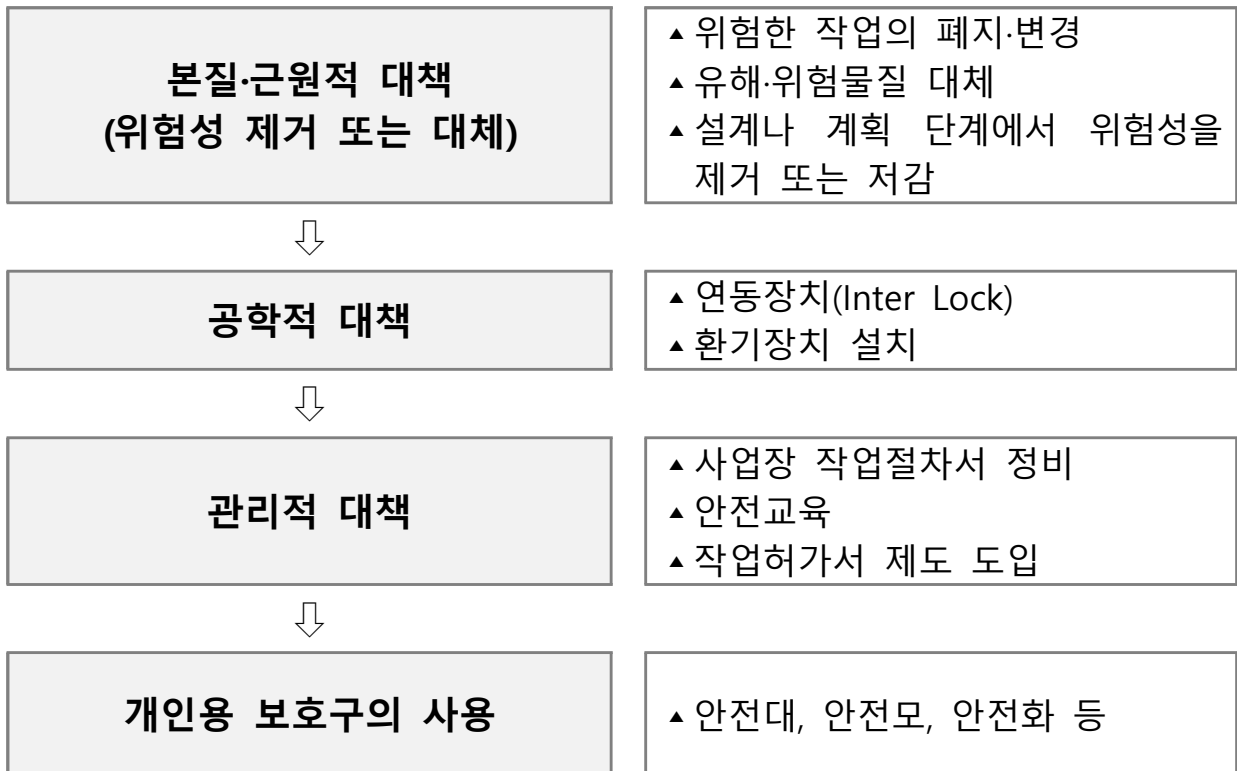 본질·근원적 대책
(위험성 제거 또는 대체)
▲ 위험한 작업의 폐지·변경
▲ 유해·위험물질 대체
▲ 설계나 계획 단계에서 위험성을
제거 또는 저감
⇩
공학적 대책
▲ 연동장치(Inter Lock)
▲ 환기장치 설치
⇩
관리적 대책
▲ 사업장 작업절차서 정비
▲ 안전교육
▲ 작업허가서 제도 도입
⇩
개인용 보호구의 사용
▲ 안전대, 안전모, 안전화 등